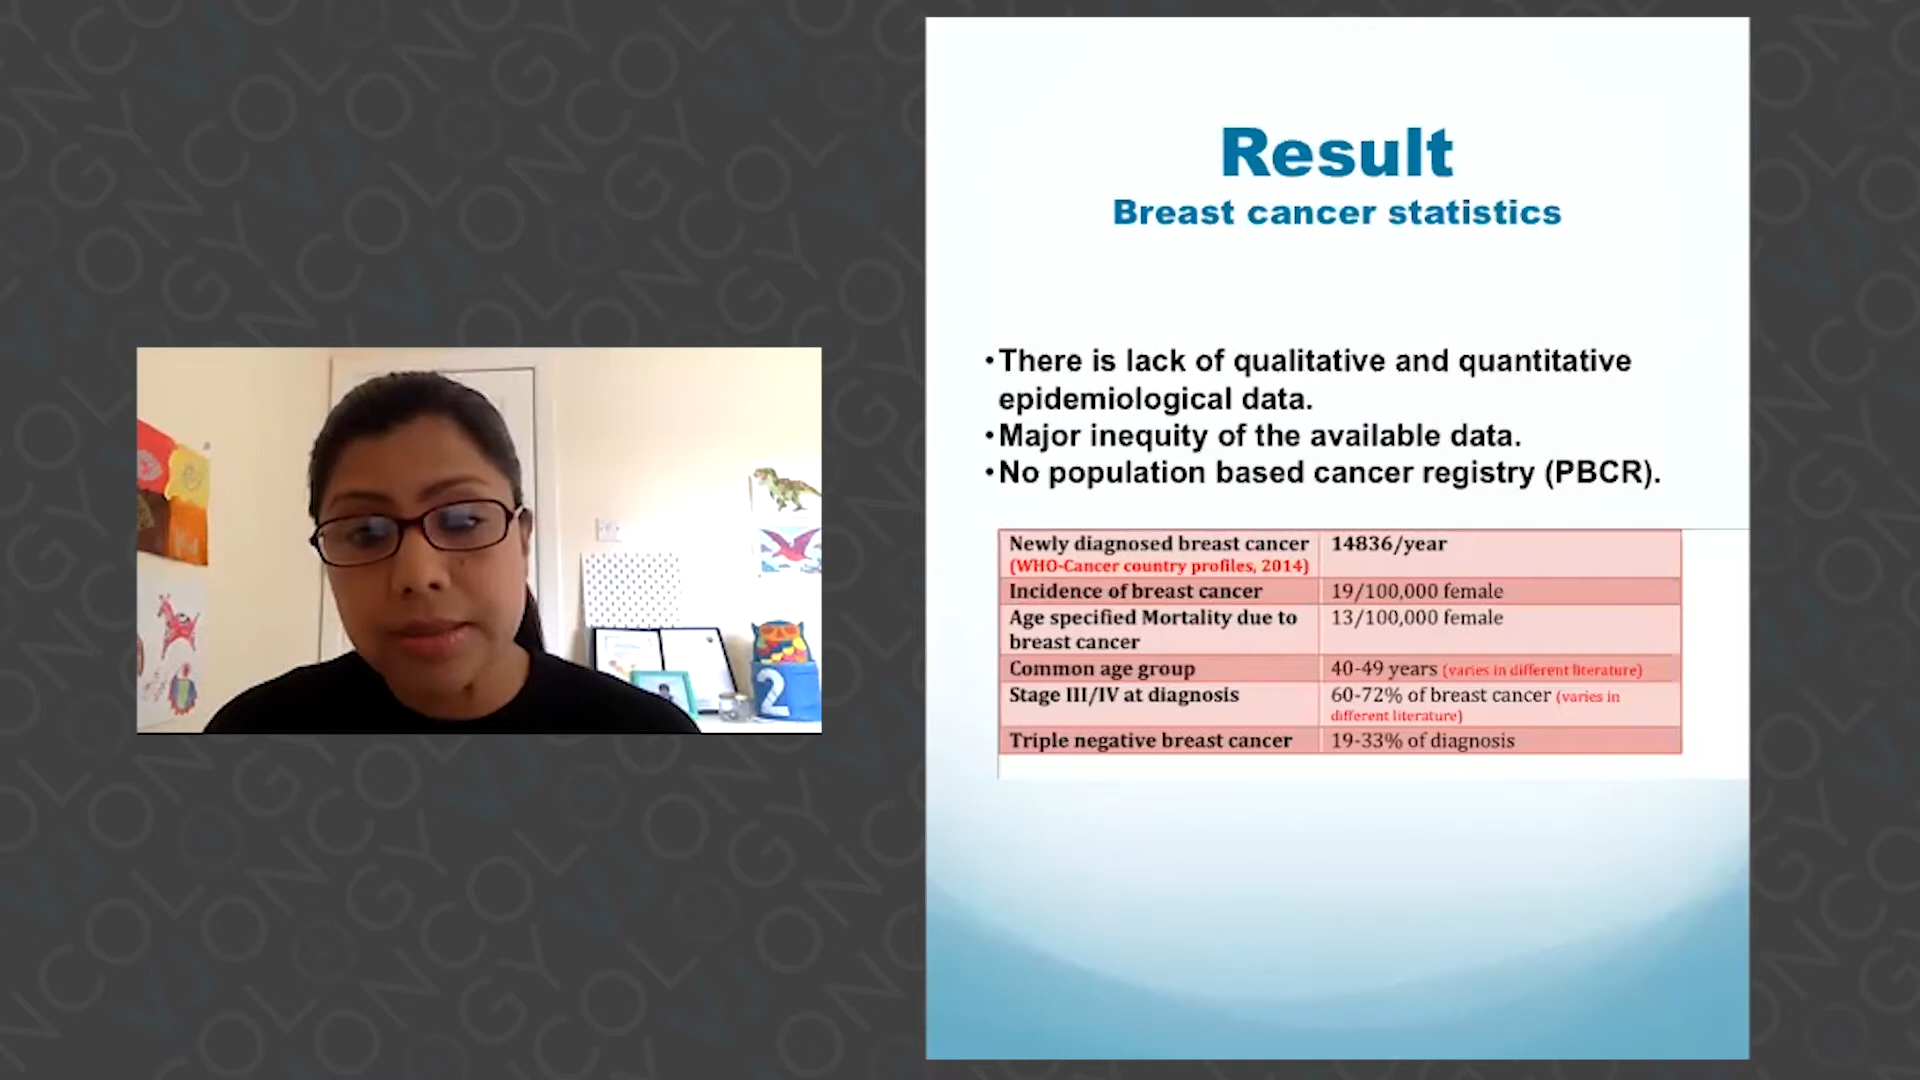 Result
Breast cancer statistics
•There is lack of qualitative and quantitative
epidemiological data.
•Major inequity of the available data.
•No population based cancer registry (PBCR).
Newly diagnosed breast cancer
(WHO-Cancer country profiles, 2014)
14836/year
Incidence of breast cancer
19/100,000 female
Age specified Mortality due to
breast cancer
13/100,000 female
Common age group
40-49 years (varies in different literature)
Stage III/IV at diagnosis
60-72% of breast cancer (varies in
different literature)
Triple negative breast cancer
19-33% of diagnosis
2
ONCOLOGY